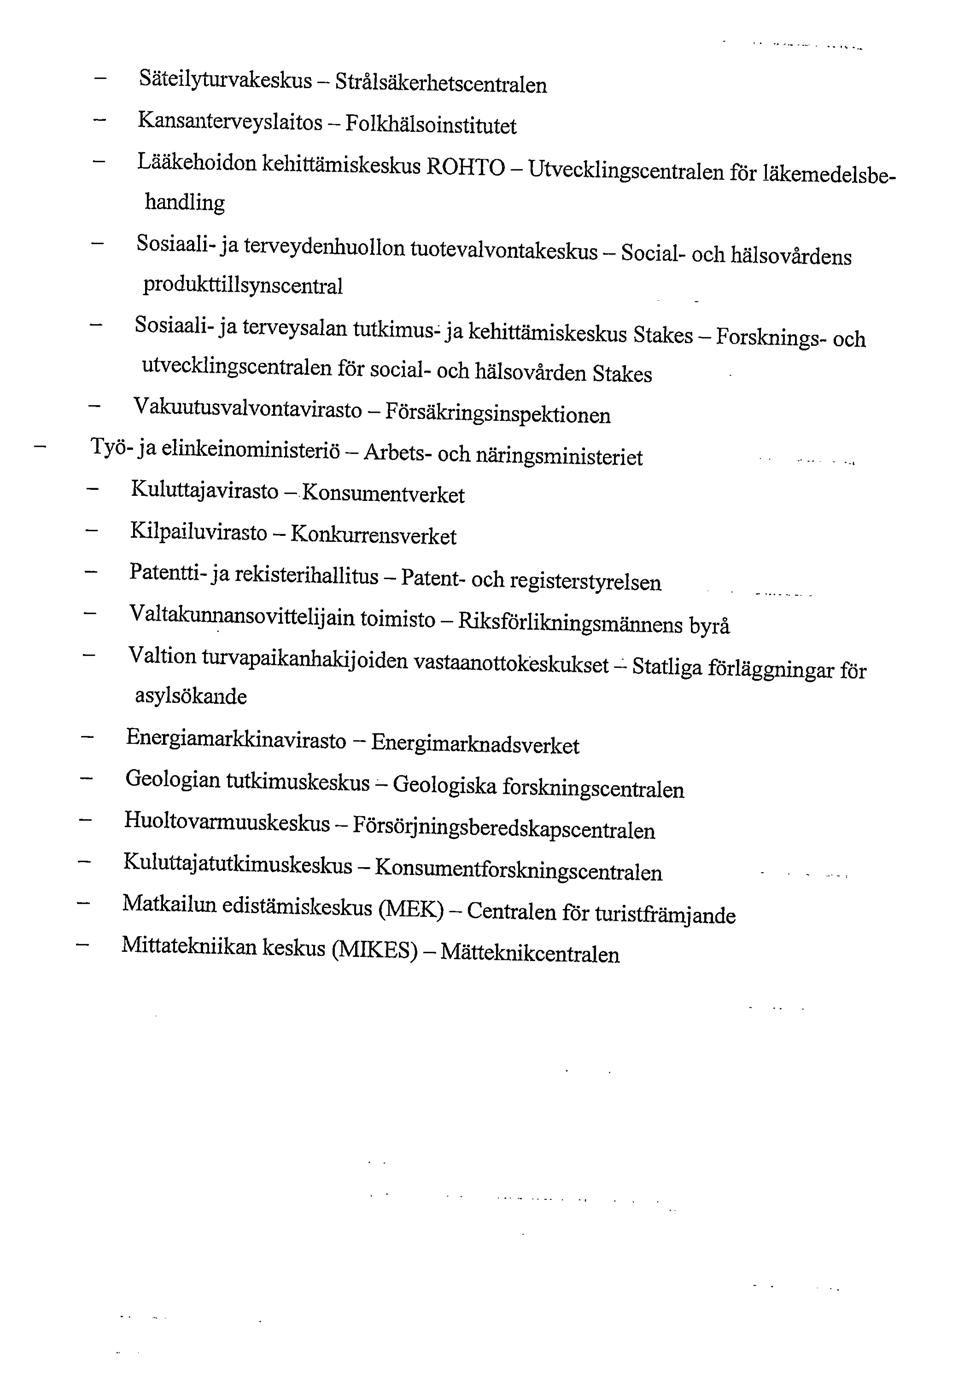 – Säteilyturvakeskus – Strålsäkerhetscentralen
– Kansanterveyslaitos – Folkhälsoinstitutet
– Lääkehoidon kehittämiskeskus ROHTO – Utvecklingscentralen för läkemedelsbe-
handling
– Sosiaali- ja terveydenhuollon tuotevalvontakeskus – Social- och hälsovårdens
produkttillsynscentral
– Sosiaali- ja terveysalan tutkimus- ja kehittämiskeskus Stakes – Forsknings- och
utvecklingscentralen för social- och hälsovården Stakes
– Vakuutusvalvontavirasto – Försäkringsinspektionen
– Työ- ja elinkeinoministeriö – Arbets- och näringsministeriet
– Kuluttajavirasto – Konsumentverket
– Kilpailuvirasto – Konkurrensverket
– Patentti- ja rekisterihallitus – Patent- och registerstyrelsen
– Valtakunnansovittelijain toimisto – Riksförlikningsmännens byrå
– Valtion turvapaikanhakijoiden vastaanottokeskukset – Statliga förläggningar för
asylsökande
– Energiamarkkinavirasto – Energimarknadsverket
– Geologian tutkimuskeskus – Geologiska forskningscentralen
– Huoltovarmuuskeskus – Försörjningsberedskapscentralen
– Kuluttajatutkimuskeskus – Konsumentforskningscentralen
– Matkailun edistämiskeskus (MEK) – Centralen för turistfrämjande
– Mittatekniikan keskus (MIKES) – Mätteknikcentralen